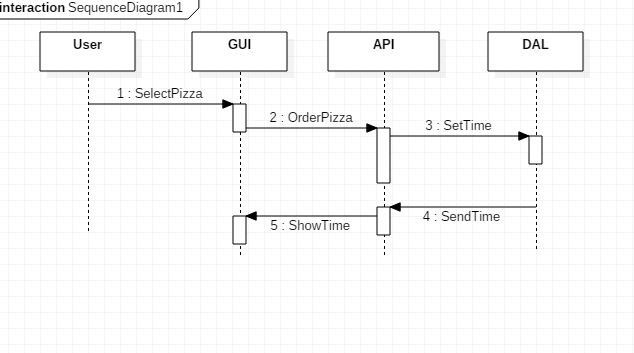 interaction SequenceDiagram1
User
GUI
API
DAL
1 : SelectPizza
2 : OrderPizza
3 : SetTime
4 : SendTime
5 : ShowTime